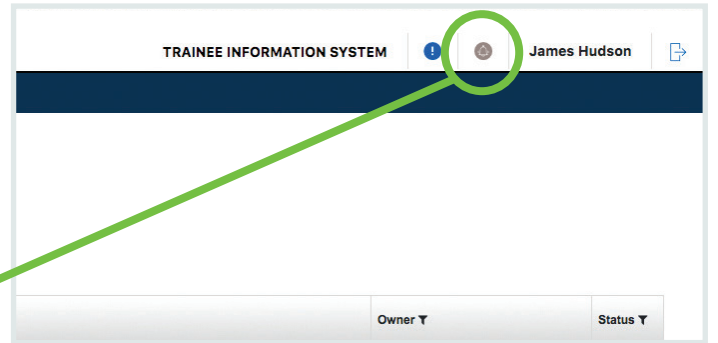 TRAINEE INFORMATION SYSTEM ! James Hudson
Owner Status